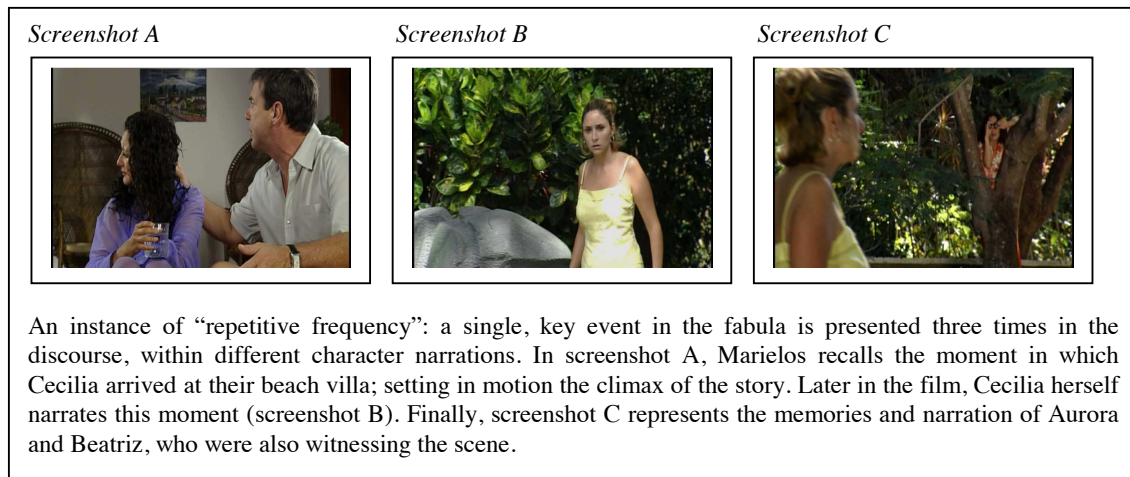 Screenshot A Screenshot B Screenshot C
An instance of “repetitive frequency”: a single, key event in the fabula is presented three times in the
discourse, within different character narrations. In screenshot A, Marielos recalls the moment in which
Cecilia arrived at their beach villa; setting in motion the climax of the story. Later in the film, Cecilia herself
narrates this moment (screenshot B). Finally, screenshot C represents the memories and narration of Aurora
and Beatriz, who were also witnessing the scene.